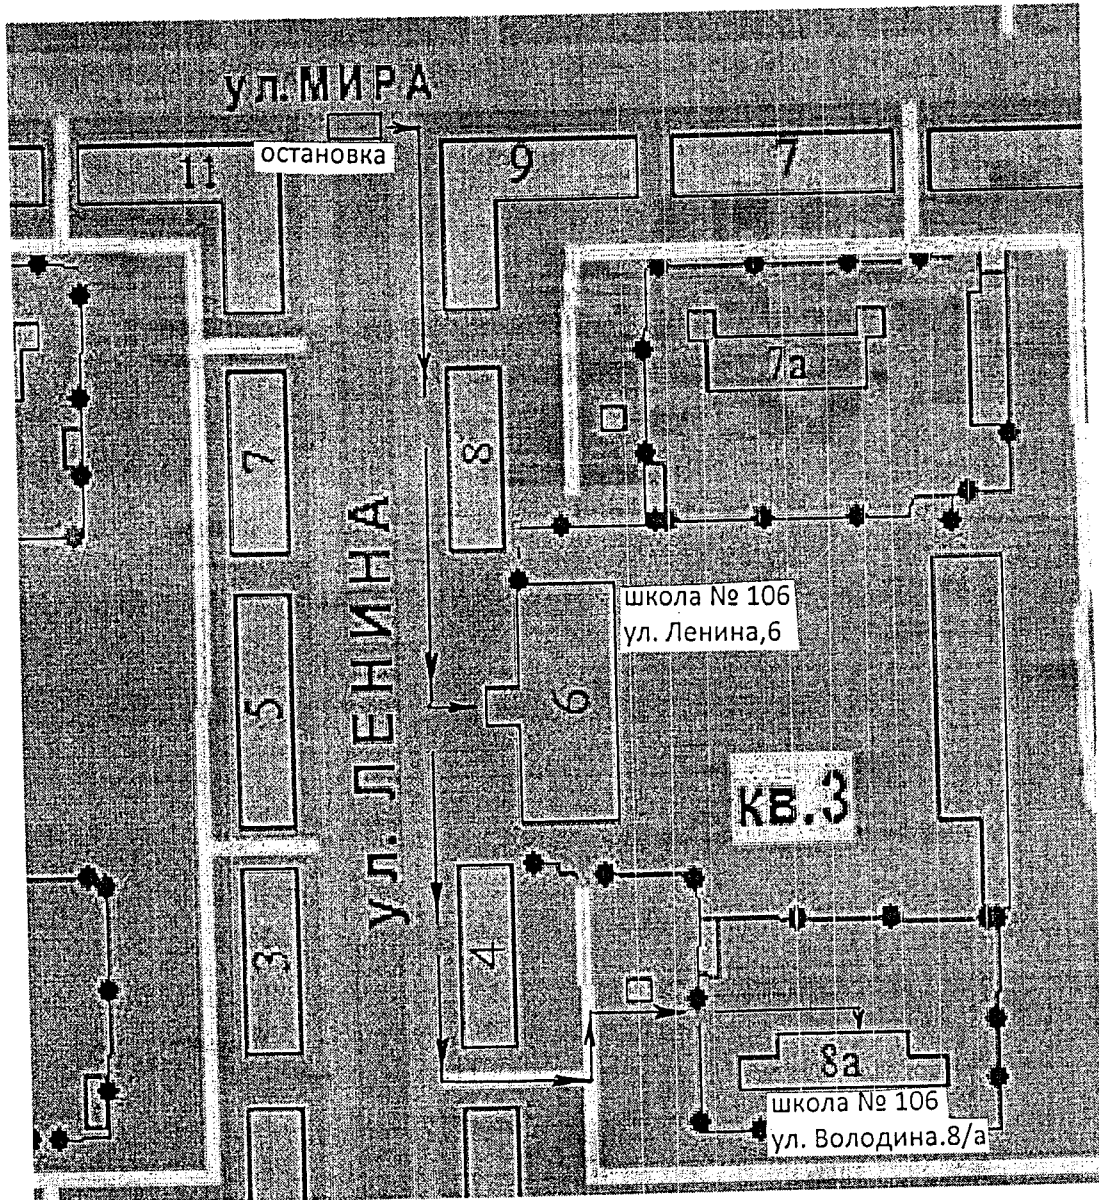 ул. МИРА
остановка
11
9
7
7а
7
8
ул. ЛЕНИНА
школа № 106
ул. Ленина,6
5
6
кв.3
3
4
8а
школа № 106
ул. Володина.8/а